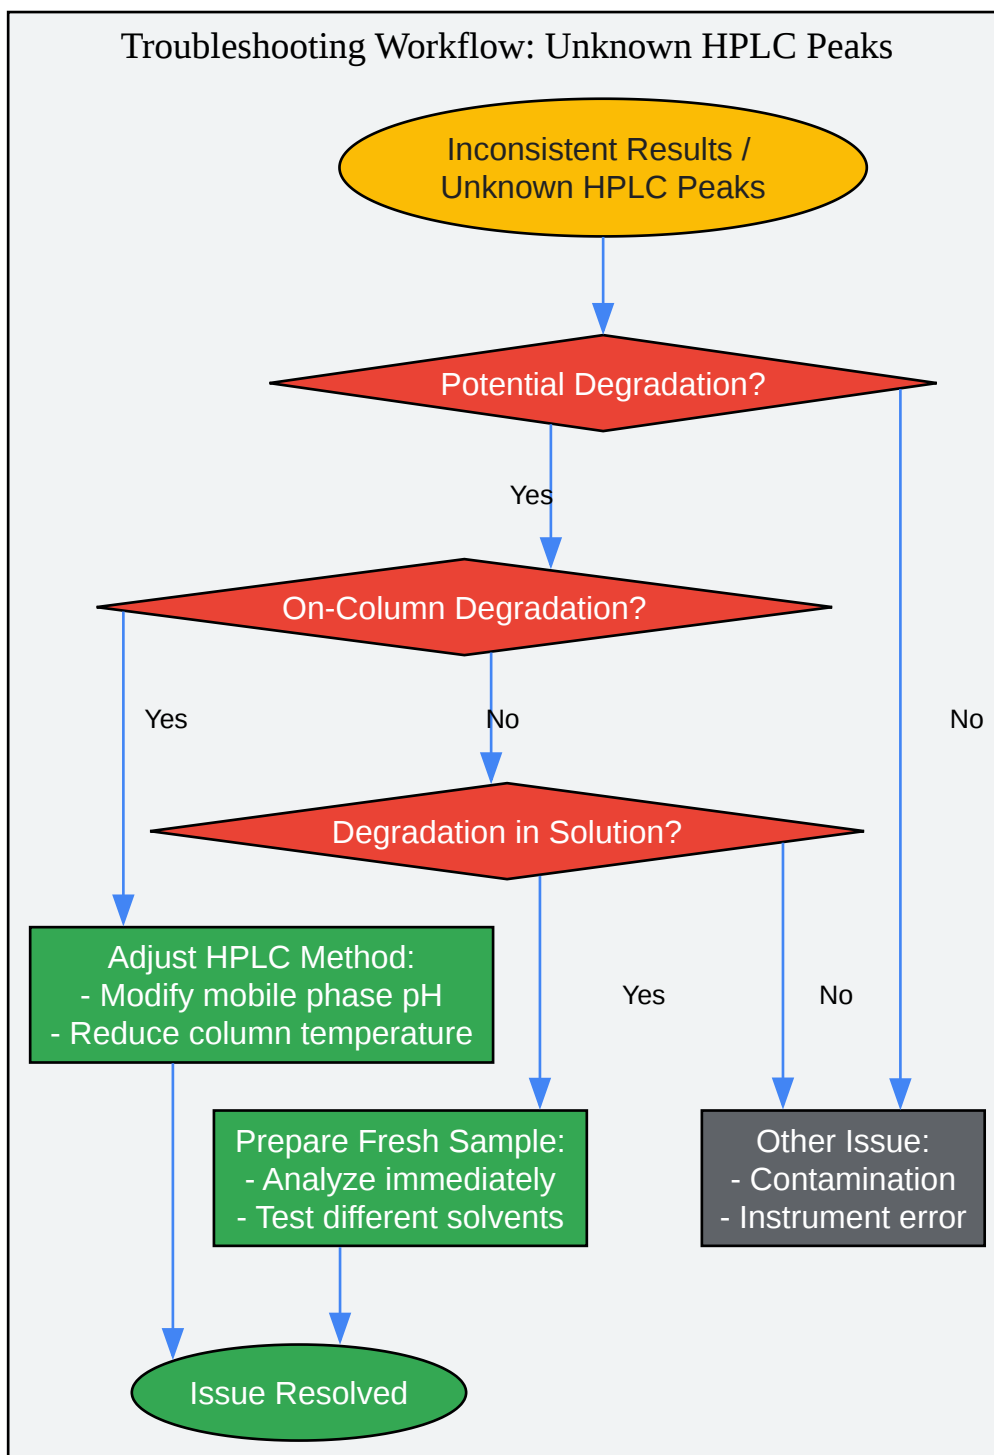 Troubleshooting Workflow: Unknown HPLC Peaks
Inconsistent Results /
Unknown HPLC Peaks
Potential Degradation?
Yes
On-Column Degradation?
Yes
No
No
Degradation in Solution?
Adjust HPLC Method:
- Modify mobile phase pH
- Reduce column temperature
Yes
No
Prepare Fresh Sample:
- Analyze immediately
- Test different solvents
Other Issue:
- Contamination
- Instrument error
Issue Resolved